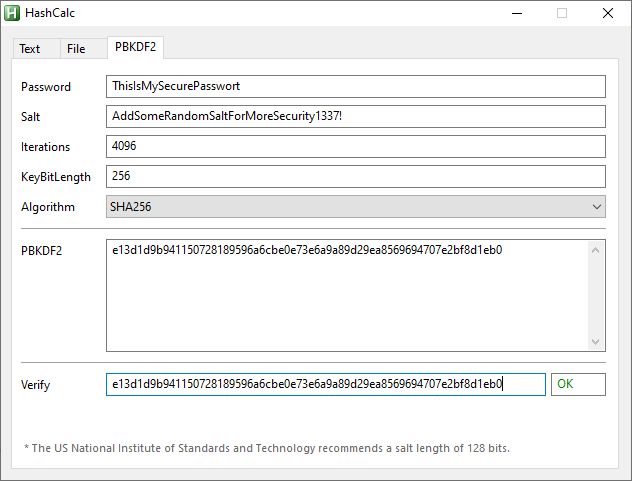 HashCalc
Text File PBKDF2
Password ThisIsMySecurePasswort
Salt AddSomeRandomSaltForMoreSecurity1337!
Iterations 4096
KeyBitLength 256
Algorithm SHA256
PBKDF2 e13d1d9b941150728189596a6cbe0e73e6a9a89d29ea8569694707e2bf8d1eb0
Verify e13d1d9b941150728189596a6cbe0e73e6a9a89d29ea8569694707e2bf8d1eb0 OK
* The US National Institute of Standards and Technology recommends a salt length of 128 bits.